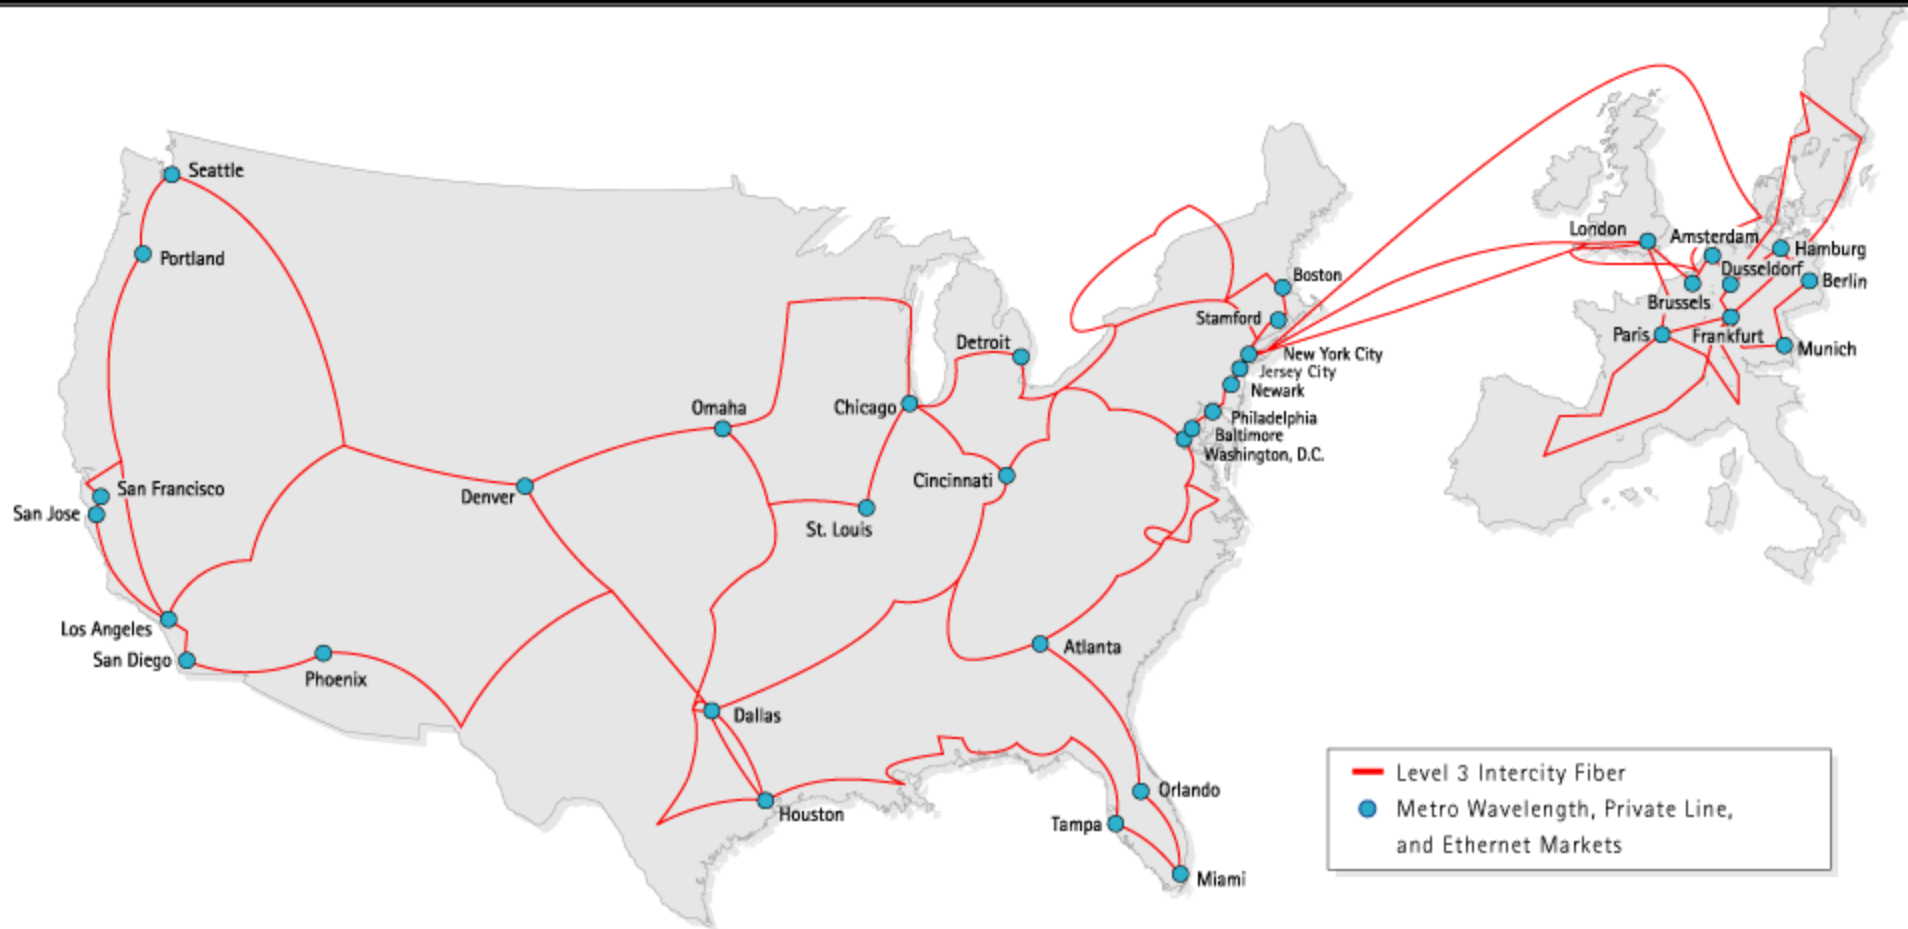 Seattle
Portland
San Francisco
San Jose
Los Angeles
San Diego
Phoenix
Denver
Omaha
Chicago
St. Louis
Detroit
Cincinnati
Dallas
Houston
Atlanta
Orlando
Tampa
Miami
Boston
Stamford
New York City
Jersey City
Newark
Philadelphia
Baltimore
Washington, D.C.
London
Amsterdam
Hamburg
Dusseldorf
Berlin
Brussels
Paris
Frankfurt
Munich
Level 3 Intercity Fiber
Metro Wavelength, Private Line,
and Ethernet Markets